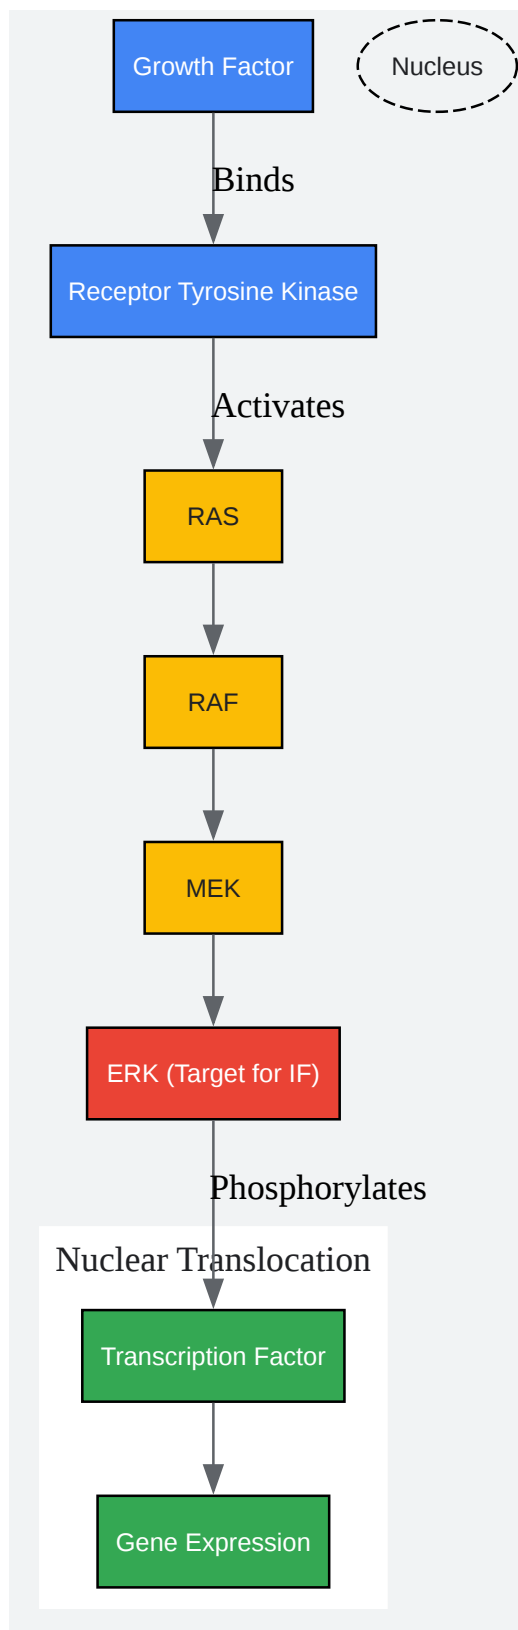 Growth Factor
Nucleus
Binds
Receptor Tyrosine Kinase
Activates
RAS
RAF
MEK
ERK (Target for IF)
Phosphorylates
Nuclear Translocation
Transcription Factor
Gene Expression